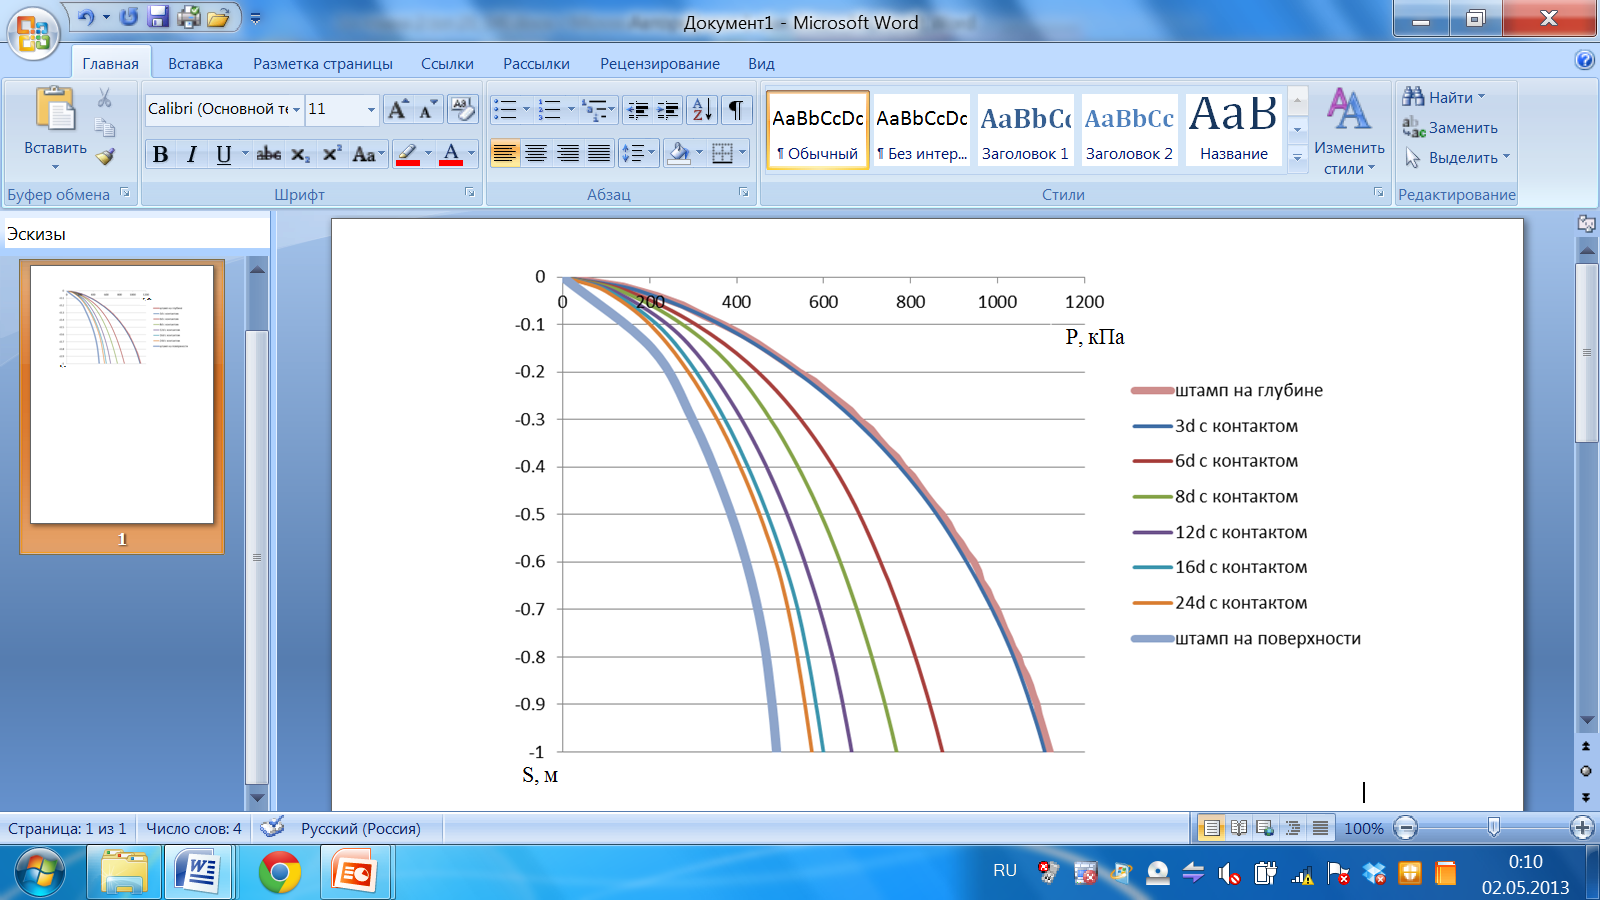 Документ1 - Microsoft Word
Главная Вставка Разметка страницы Ссылки Рассылки Рецензирование Вид
Вставить
Буфер обмена
Calibri (Основной те 11
Шрифт
Абзац
AaBbCcDc AaBbCcDc AaBbCc AaBbCc AaB
¶ Обычный ¶ Без интер... Заголовок 1 Заголовок 2 Название
Изменить
стили
Стили
Найти
Заменить
Выделить
Редактирование
Эскизы
1
0
0 200 400 600 800 1000 1200
P, кПа
-0.1
-0.2
-0.3
-0.4
-0.5
-0.6
-0.7
-0.8
-0.9
-1
S, м
штамп на глубине
3d с контактом
6d с контактом
8d с контактом
12d с контактом
16d с контактом
24d с контактом
штамп на поверхности
Страница: 1 из 1 Число слов: 4 Русский (Россия) 100%
RU
0:10
02.05.2013